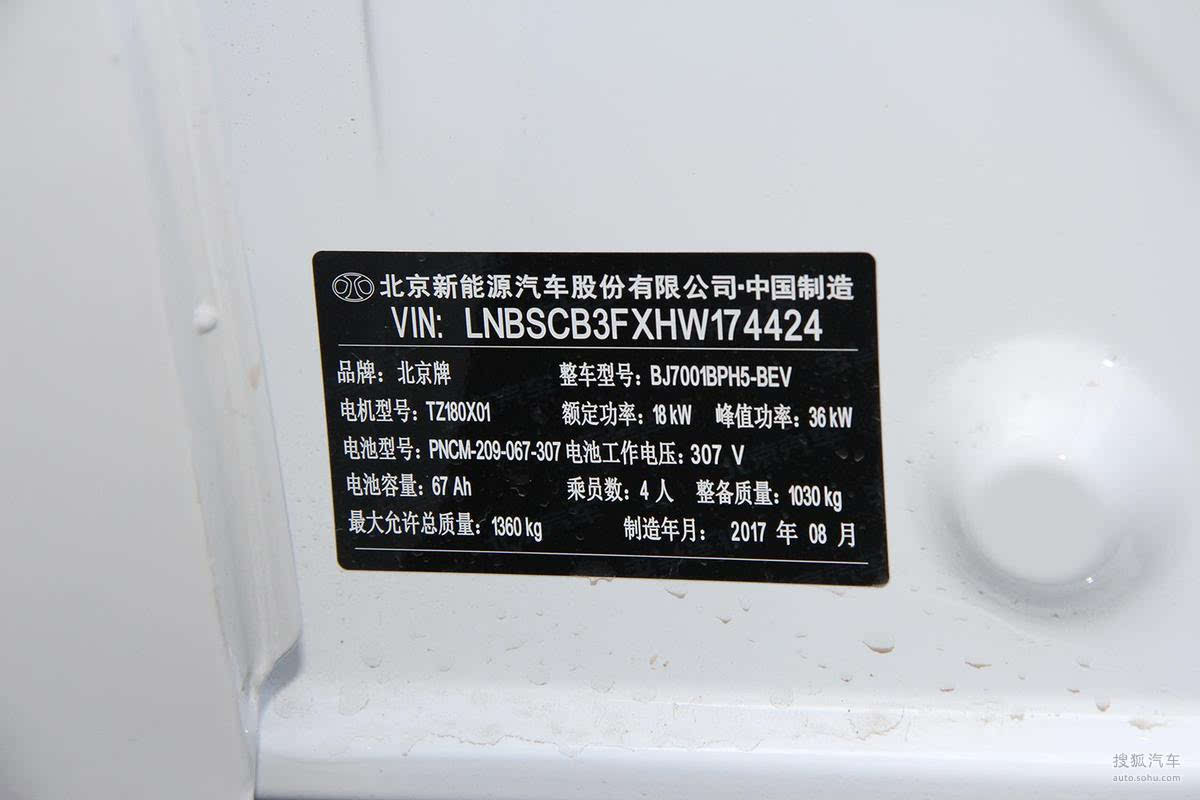 北京新能源汽车股份有限公司·中国制造
VIN: LNBSCB3FXHW174424
品牌: 北京牌 整车型号: BJ7001BPH5-BEV
电机型号: TZ180X01 额定功率: 18 kW 峰值功率: 36 kW
电池型号: PNCM-209-067-307 电池工作电压: 307 V
电池容量: 67 Ah 乘员数: 4 人 整备质量: 1030 kg
最大允许总质量: 1360 kg 制造年月: 2017 年 08 月
搜狐汽车
auto.sohu.com